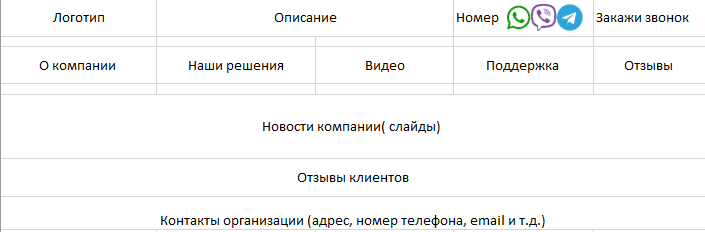 Логотип Описание Номер Закажи звонок
О компании Наши решения Видео Поддержка Отзывы
Новости компании( слайды)
Отзывы клиентов
Контакты организации (адрес, номер телефона, email и т.д.)